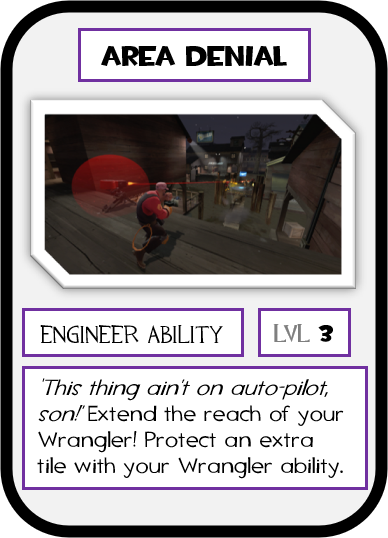 AREA DENIAL
ENGINEER ABILITY
LVL 3
"This thing ain't on auto-pilot,
son!" Extend the reach of your
Wrangler! Protect an extra
tile with your Wrangler ability.